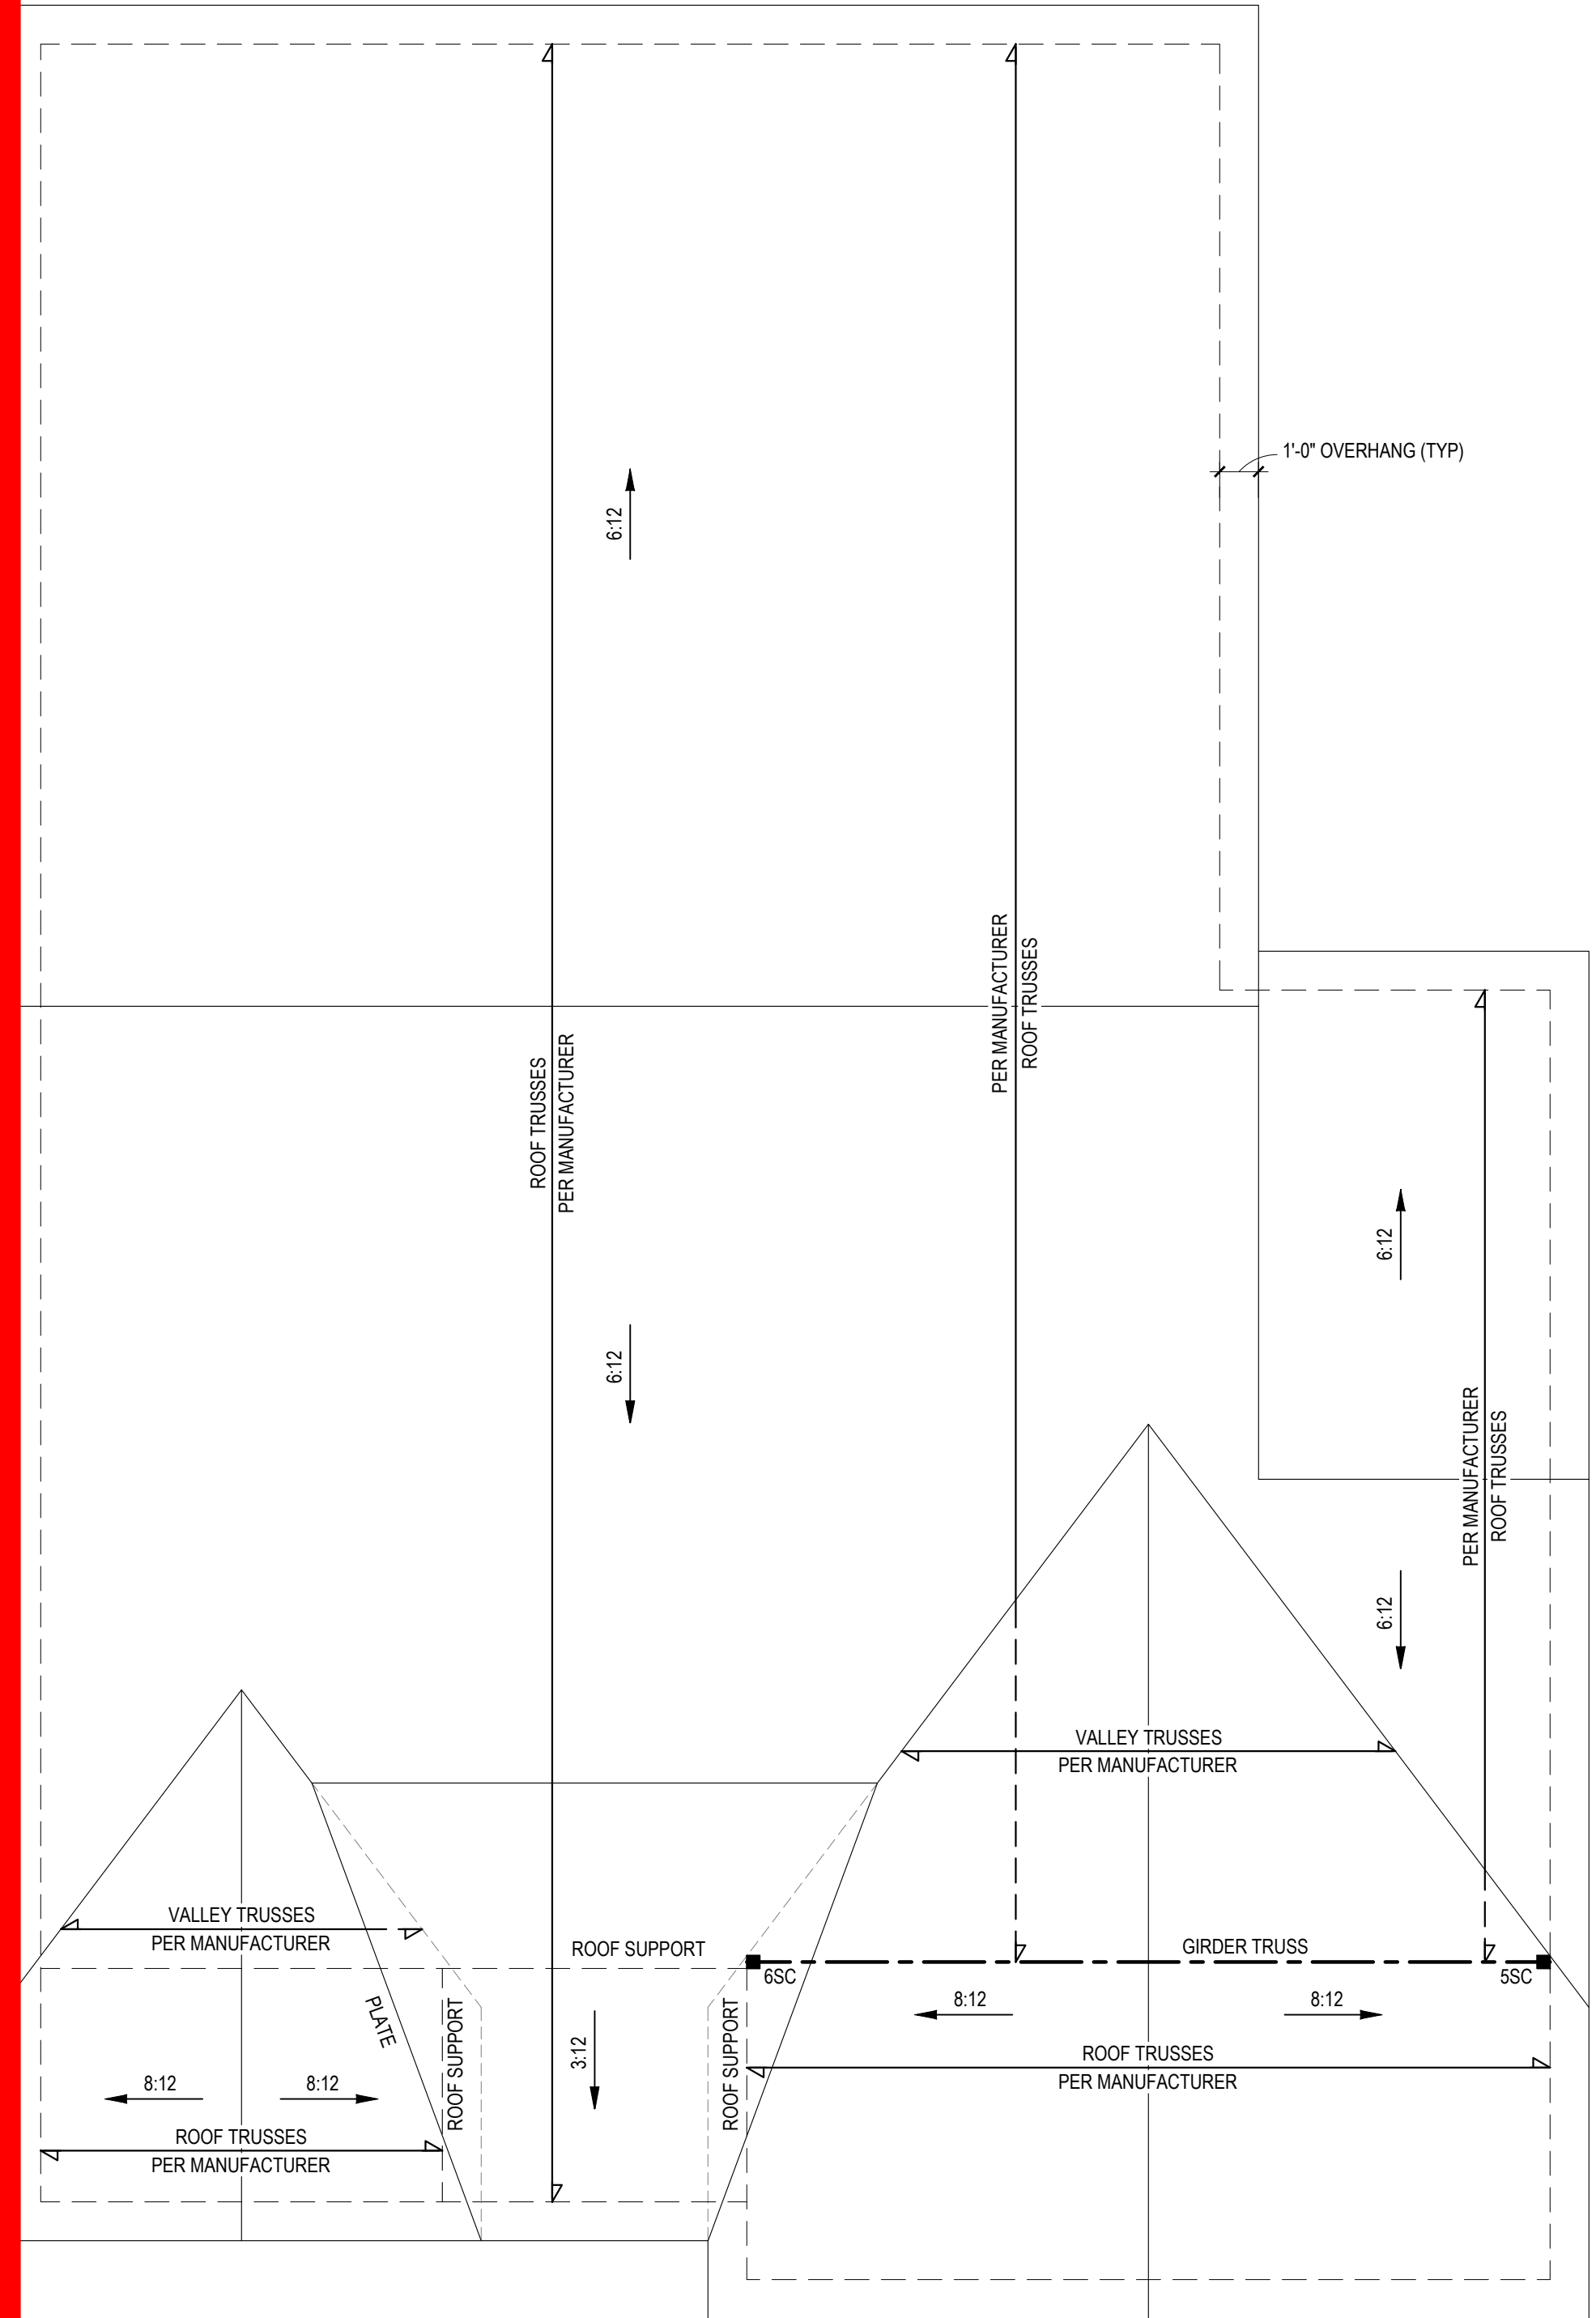 1'-0" OVERHANG (TYP)
6:12
PER MANUFACTURER
ROOF TRUSSES
ROOF TRUSSES
PER MANUFACTURER
6:12
6:12
PER MANUFACTURER
ROOF TRUSSES
6:12
VALLEY TRUSSES
PER MANUFACTURER
VALLEY TRUSSES
PER MANUFACTURER
ROOF SUPPORT
GIRDER TRUSS
6SC
5SC
PLATE
ROOF SUPPORT
3:12
ROOF SUPPORT
8:12
8:12
ROOF TRUSSES
PER MANUFACTURER
8:12
8:12
ROOF TRUSSES
PER MANUFACTURER